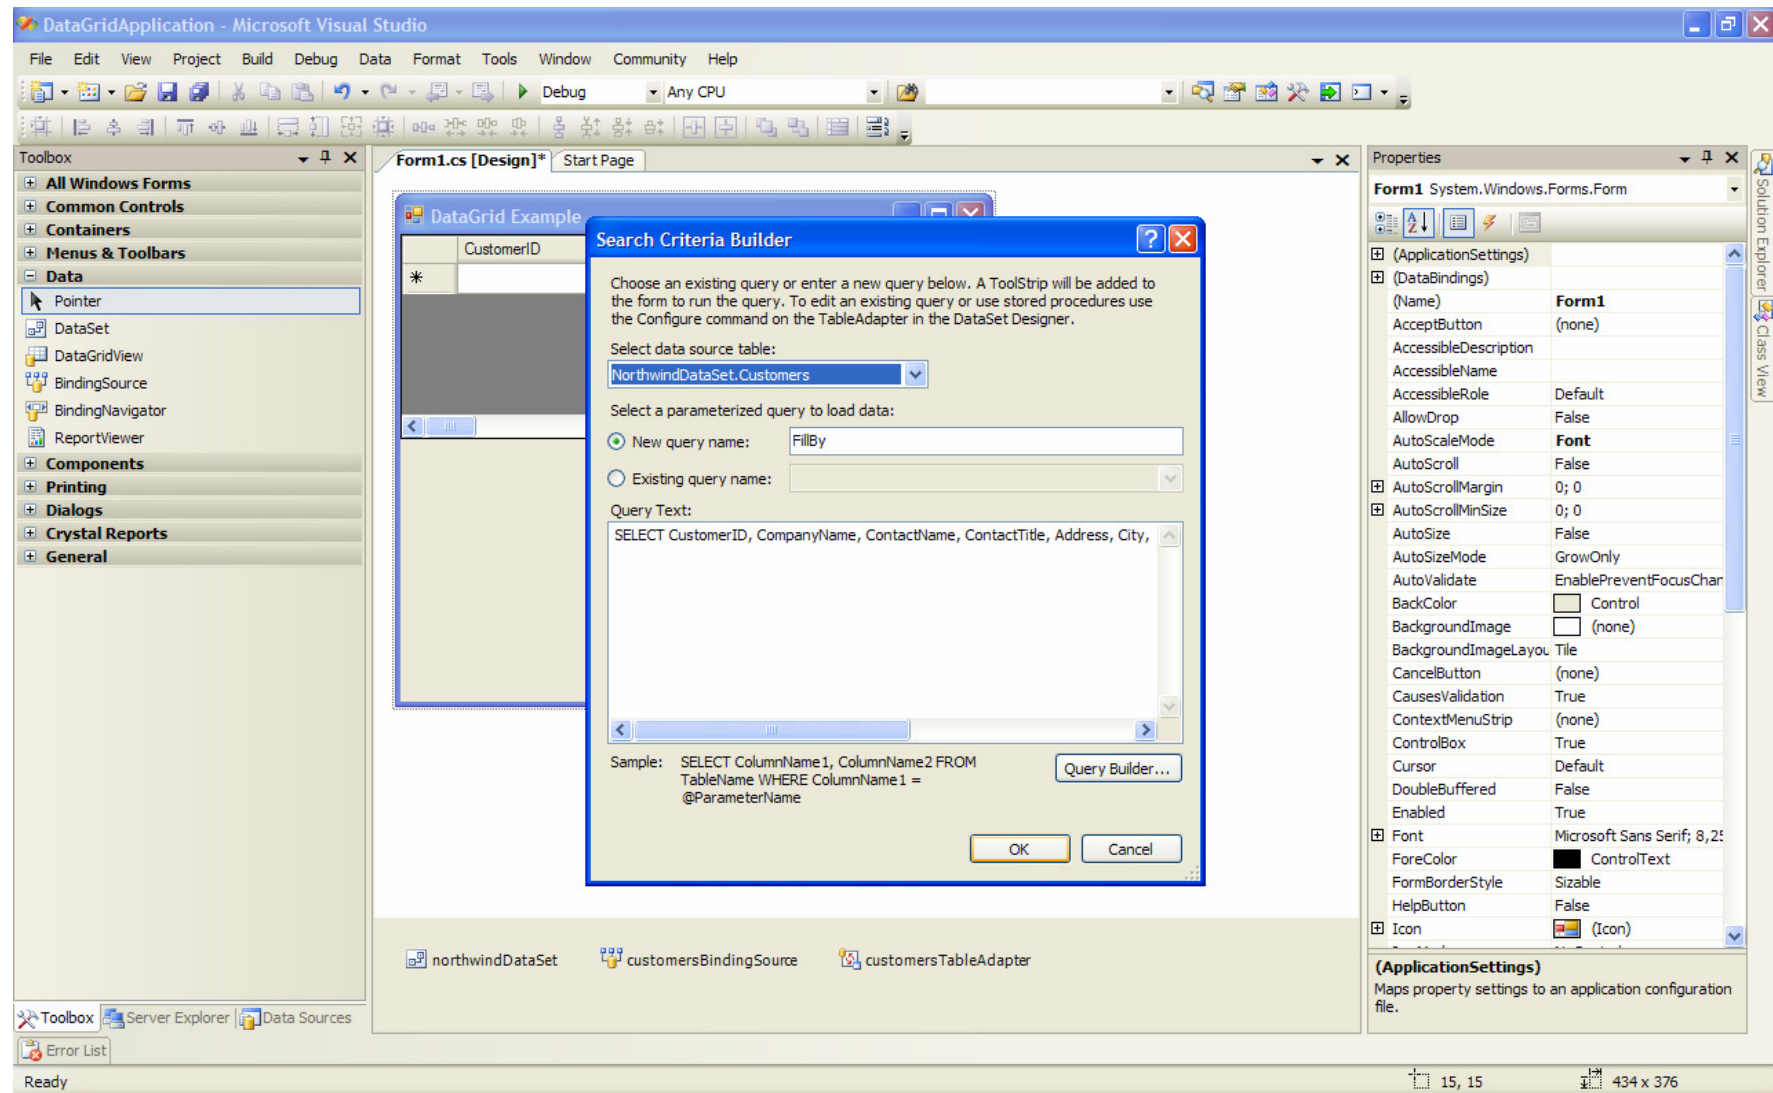 DataGridApplication - Microsoft Visual Studio
File Edit View Project Build Debug Data Format Tools Window Community Help
Debug Any CPU
Toolbox
All Windows Forms
Common Controls
Containers
Menus & Toolbars
Data
Pointer
DataSet
DataGridView
BindingSource
BindingNavigator
ReportViewer
Components
Printing
Dialogs
Crystal Reports
General
Toolbox Server Explorer Data Sources
Error List
Ready
Form1.cs [Design]* Start Page
DataGrid Example
CustomerID
Search Criteria Builder
Choose an existing query or enter a new query below. A ToolStrip will be added to
the form to run the query. To edit an existing query or use stored procedures use
the Configure command on the TableAdapter in the DataSet Designer.
Select data source table:
NorthwindDataSet.Customers
Select a parameterized query to load data:
New query name: FillBy
Existing query name:
Query Text:
SELECT CustomerID, CompanyName, ContactName, ContactTitle, Address, City,
Sample: SELECT ColumnName1, ColumnName2 FROM
TableName WHERE ColumnName1 =
@ParameterName
Query Builder...
OK Cancel
northwindDataSet customersBindingSource customersTableAdapter
Properties
Form1 System.Windows.Forms.Form
(ApplicationSettings)
(DataBindings)
(Name) Form1
AcceptButton (none)
AccessibleDescription
AccessibleName
AccessibleRole Default
AllowDrop False
AutoScaleMode Font
AutoScroll False
AutoScrollMargin 0; 0
AutoScrollMinSize 0; 0
AutoSize False
AutoSizeMode GrowOnly
AutoValidate EnablePreventFocusChan
BackColor Control
BackgroundImage (none)
BackgroundImageLayou Tile
CancelButton (none)
CausesValidation True
ContextMenuStrip (none)
ControlBox True
Cursor Default
DoubleBuffered False
Enabled True
Font Microsoft Sans Serif; 8,25
ForeColor ControlText
FormBorderStyle Sizable
HelpButton False
Icon (Icon)
(ApplicationSettings)
Maps property settings to an application configuration
file.
Solution Explorer
Class View
15, 15 434 x 376